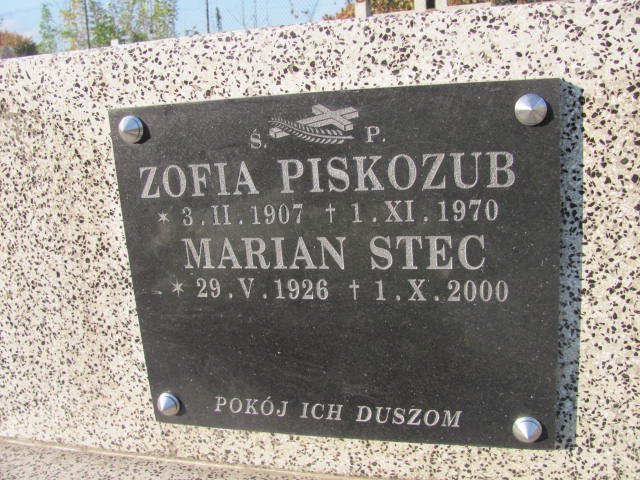 Ś. P.
ZOFIA PISKOZUB
* 3.II.1907 † 1.XI.1970
MARIAN STEC
* 29.V.1926 † 1.X.2000
POKÓJ ICH DUSZOM